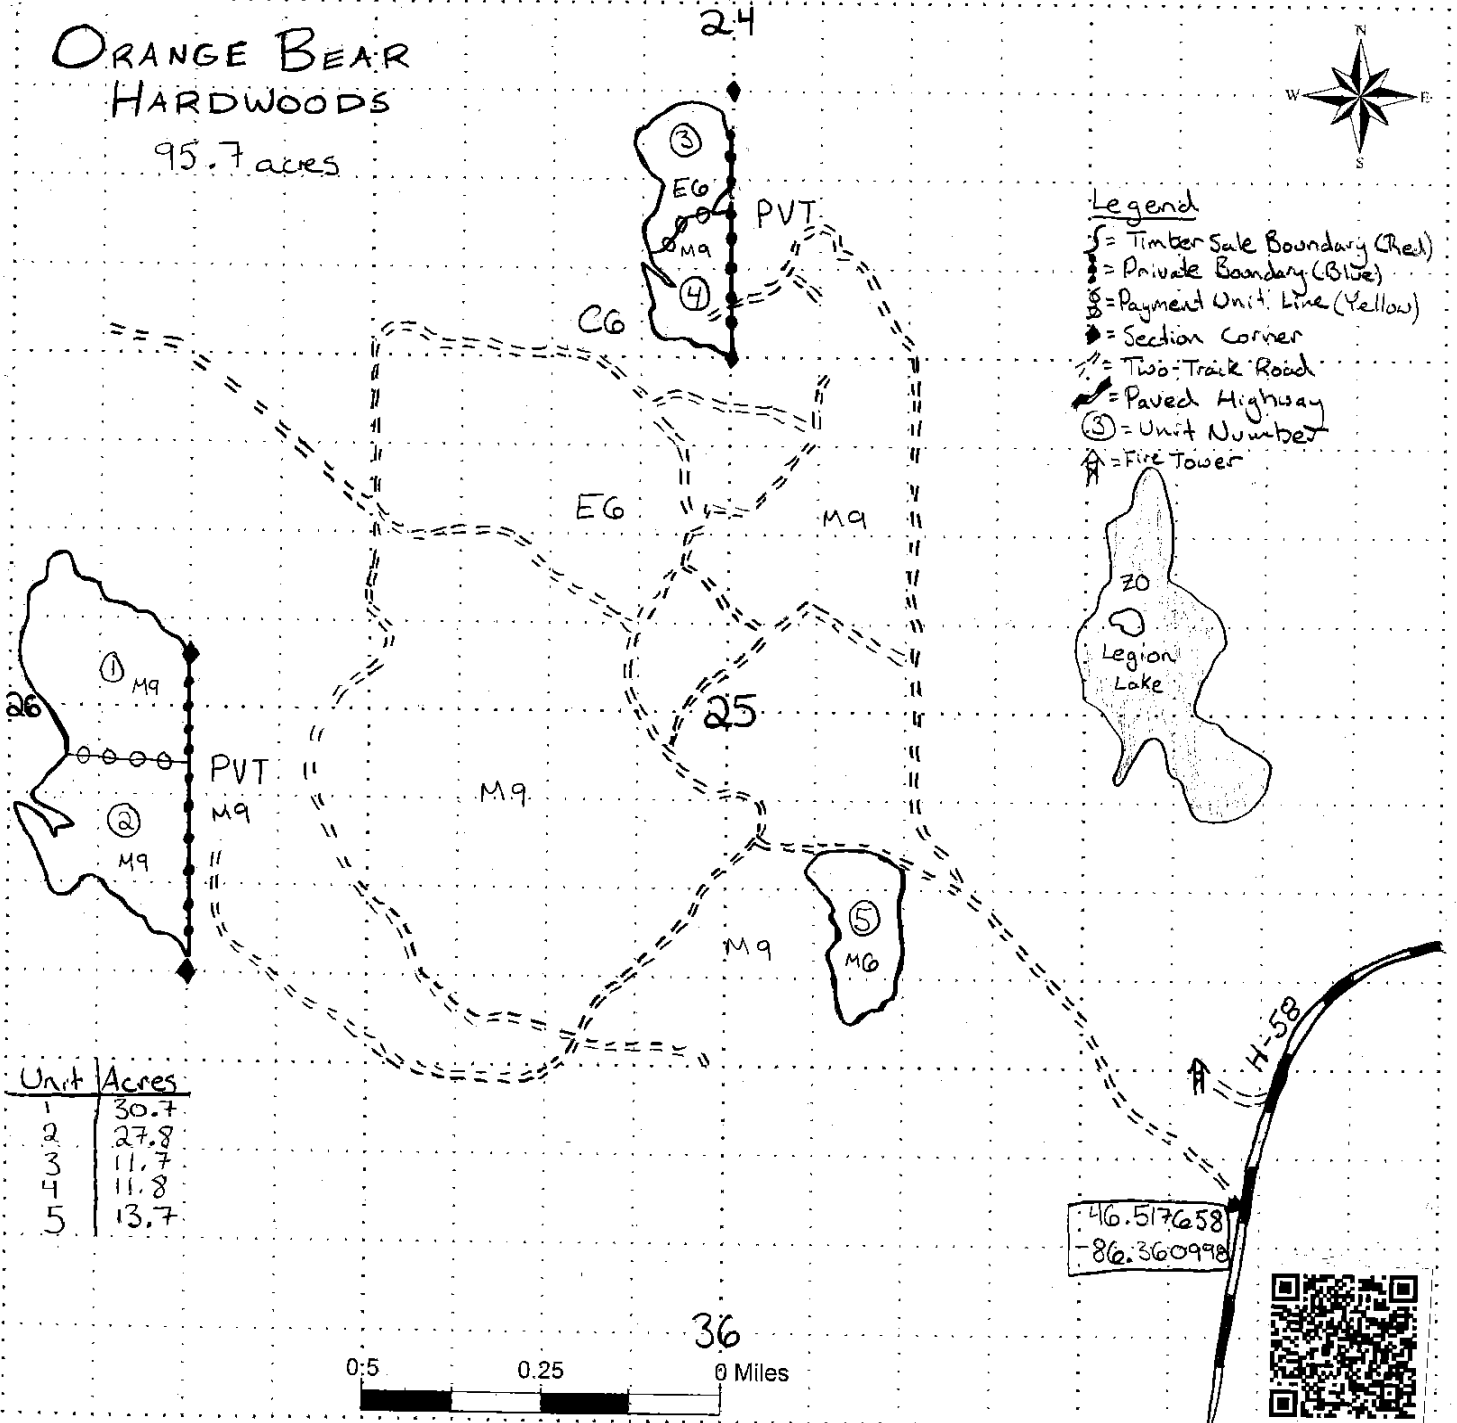 ORANGE BEAR
HARDWOODS
95.7 acres
24
N
W E
S
3
E6
M9
4
PVT
C6
Legend
= Timber Sale Boundary (Red)
= Private Boundary (Blue)
= Payment Unit Line (Yellow)
= Section Corner
= Two-Track Road
= Paved Highway
3 = Unit Number
= Fire Tower
E6
M9
Z0
Legion
Lake
1
M9
26
25
PVT
M9
M9
2
M9
5
M6
M9
H-58
Unit Acres
1 30.7
2 27.8
3 11.7
4 11.8
5 13.7
46.517658
-86.360998
36
0.5 0.25 0 Miles